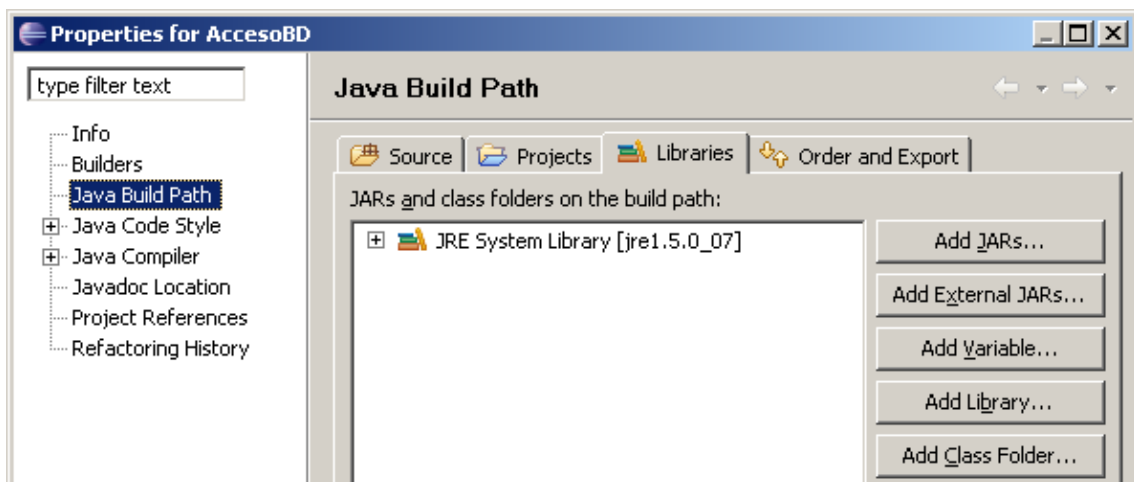 Properties for AccesoBD
type filter text
Info
Builders
Java Build Path
Java Code Style
Java Compiler
Javadoc Location
Project References
Refactoring History
Java Build Path
Source
Projects
Libraries
Order and Export
JARs and class folders on the build path:
JRE System Library [jre1.5.0_07]
Add JARs...
Add External JARs...
Add Variable...
Add Library...
Add Class Folder...